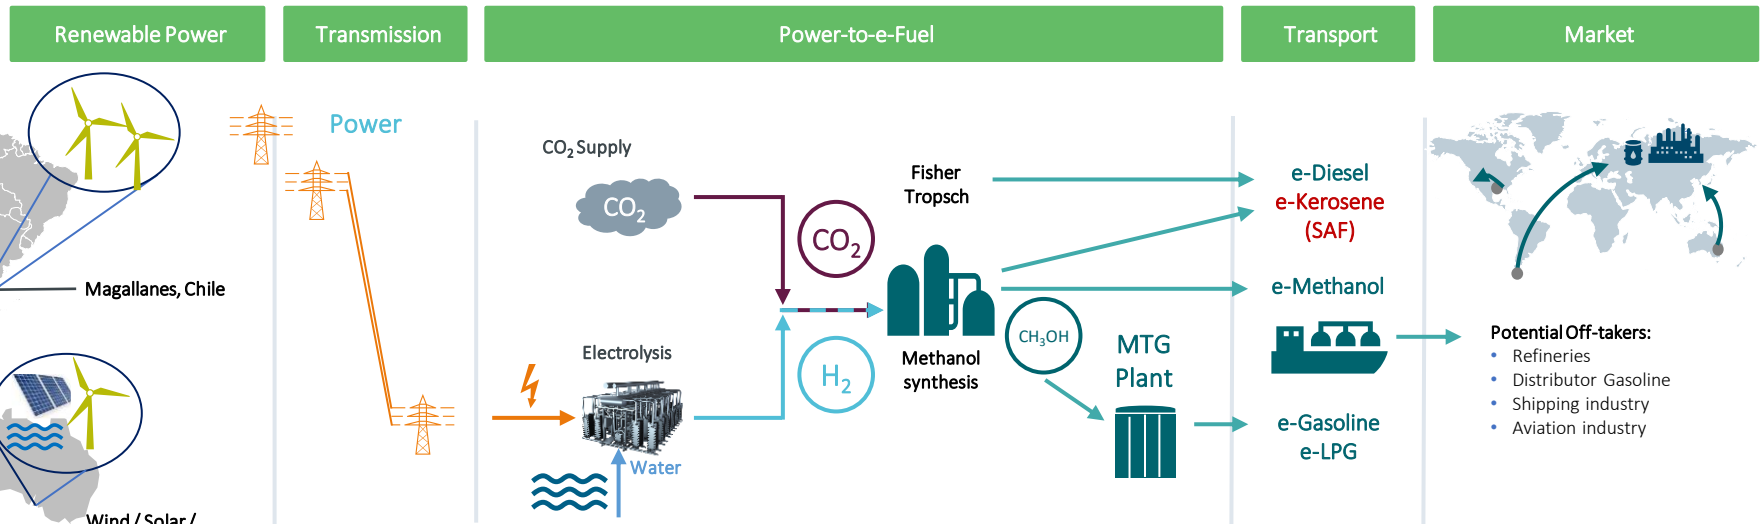 Renewable Power
Transmission
Power-to-e-Fuel
Transport
Market
Magallanes, Chile
Wind / Solar /
Power
CO₂ Supply
CO₂
CO₂
Electrolysis
H₂
Water
Fisher
Tropsch
Methanol
synthesis
CH₃OH
MTG
Plant
e-Diesel
e-Kerosene
(SAF)
e-Methanol
e-Gasoline
e-LPG
Potential Off-takers:
• Refineries
• Distributor Gasoline
• Shipping industry
• Aviation industry